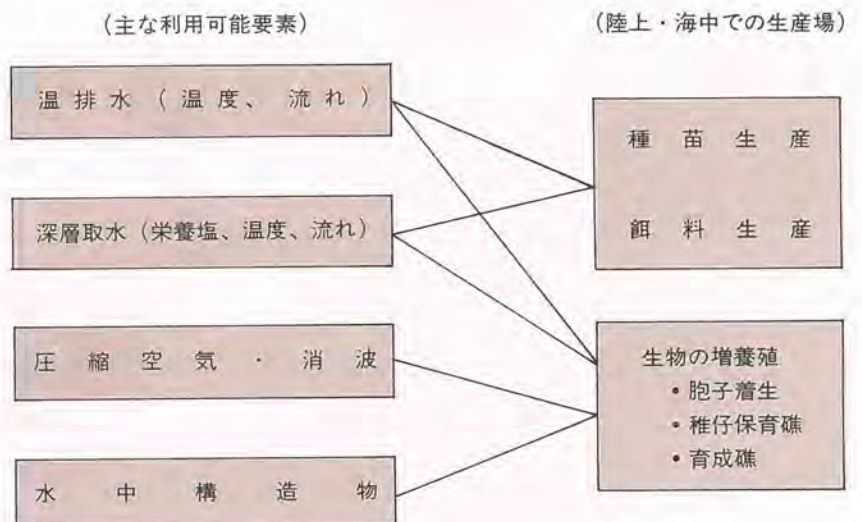 (主な利用可能要素)
温排水(温度、流れ)
深層取水(栄養塩、温度、流れ)
圧縮空気・消波
水中構造物
(陸上・海中での生産場)
種苗生産
餌料生産
生物の増養殖
・胞子着生
・稚仔保育礁
・育成礁